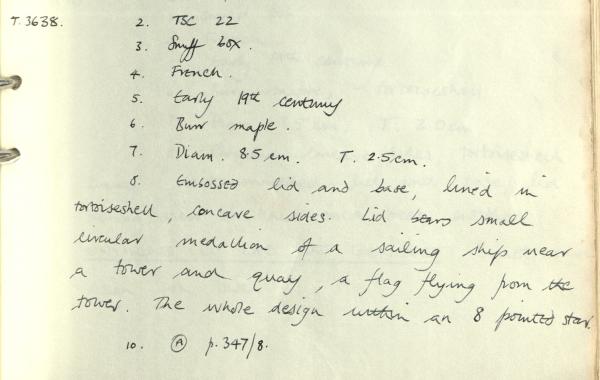 T. 3638. 2. TSC 22
3. Snuff box.
4. French.
5. Early 19th century
6. Burr maple.
7. Diam. 8.5 cm. T. 2.5 cm.
8. Embossed lid and base, lined in
tortoiseshell, concave sides. Lid bears small
circular medallion of a sailing ship near
a tower and quay, a flag flying from the
tower. The whole design within an 8 pointed star.
10. Ⓐ p. 347/8.